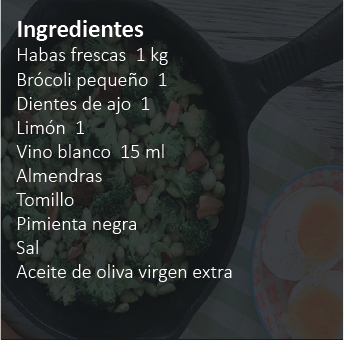 Ingredientes
Habas frescas 1 kg
Brócoli pequeño 1
Dientes de ajo 1
Limón 1
Vino blanco 15 ml
Almendras
Tomillo
Pimienta negra
Sal
Aceite de oliva virgen extra